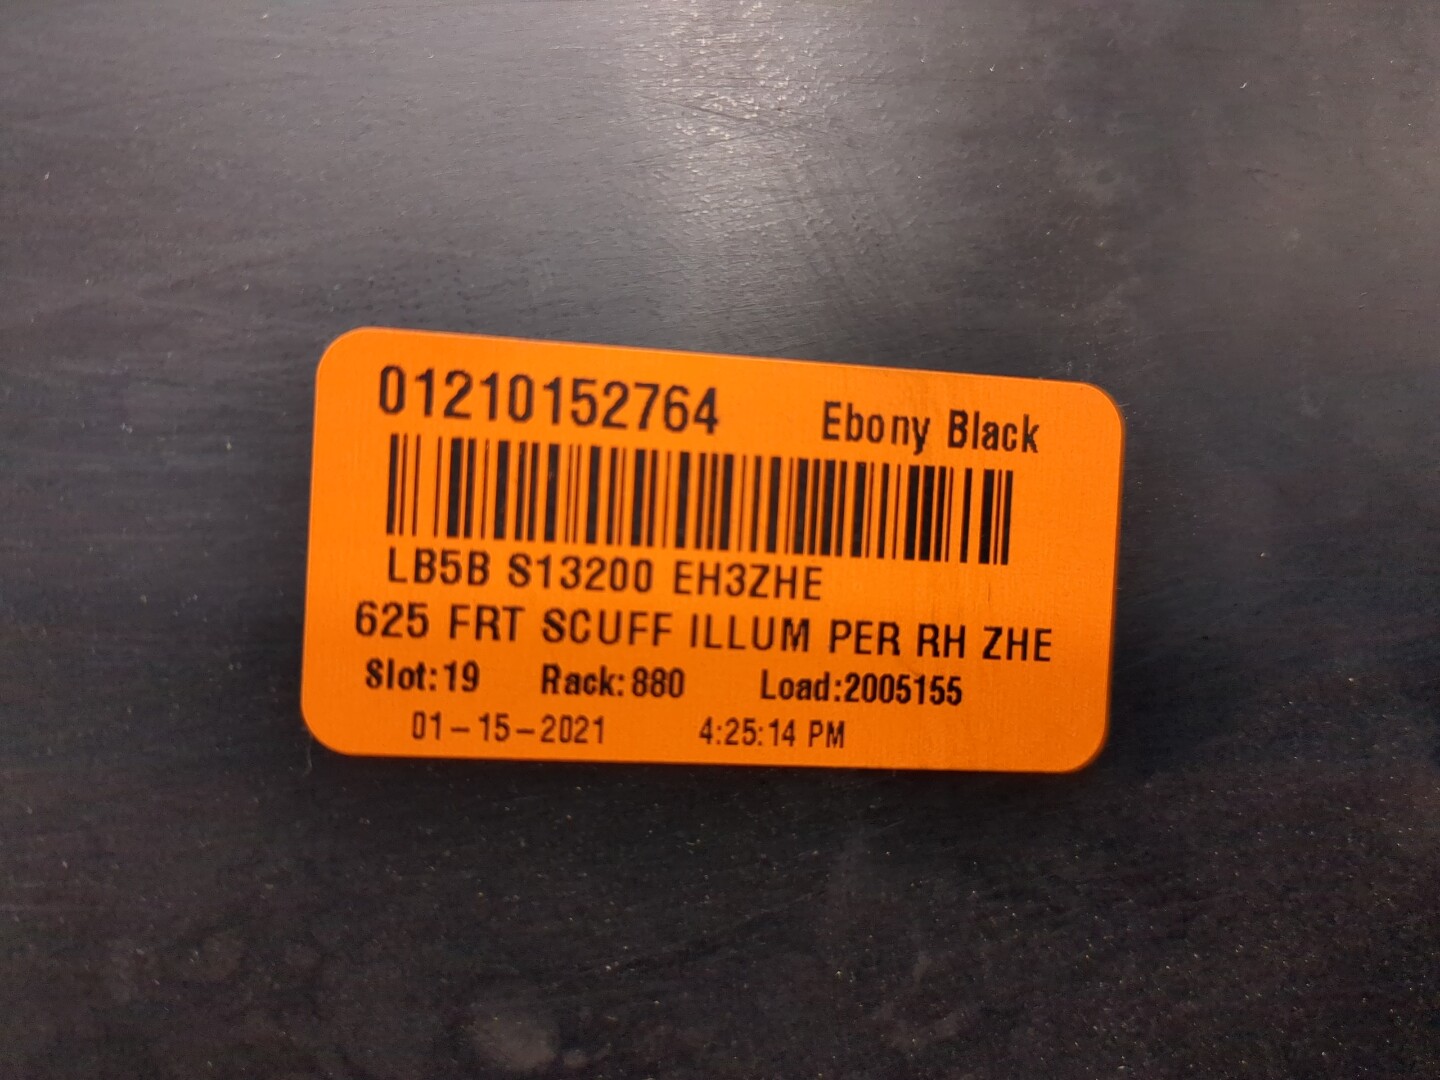 01210152764 Ebony Black
LB5B S13200 EH3ZHE
625 FRT SCUFF ILLUM PER RH ZHE
Slot:19 Rack:880 Load:2005155
01-15-2021 4:25:14 PM